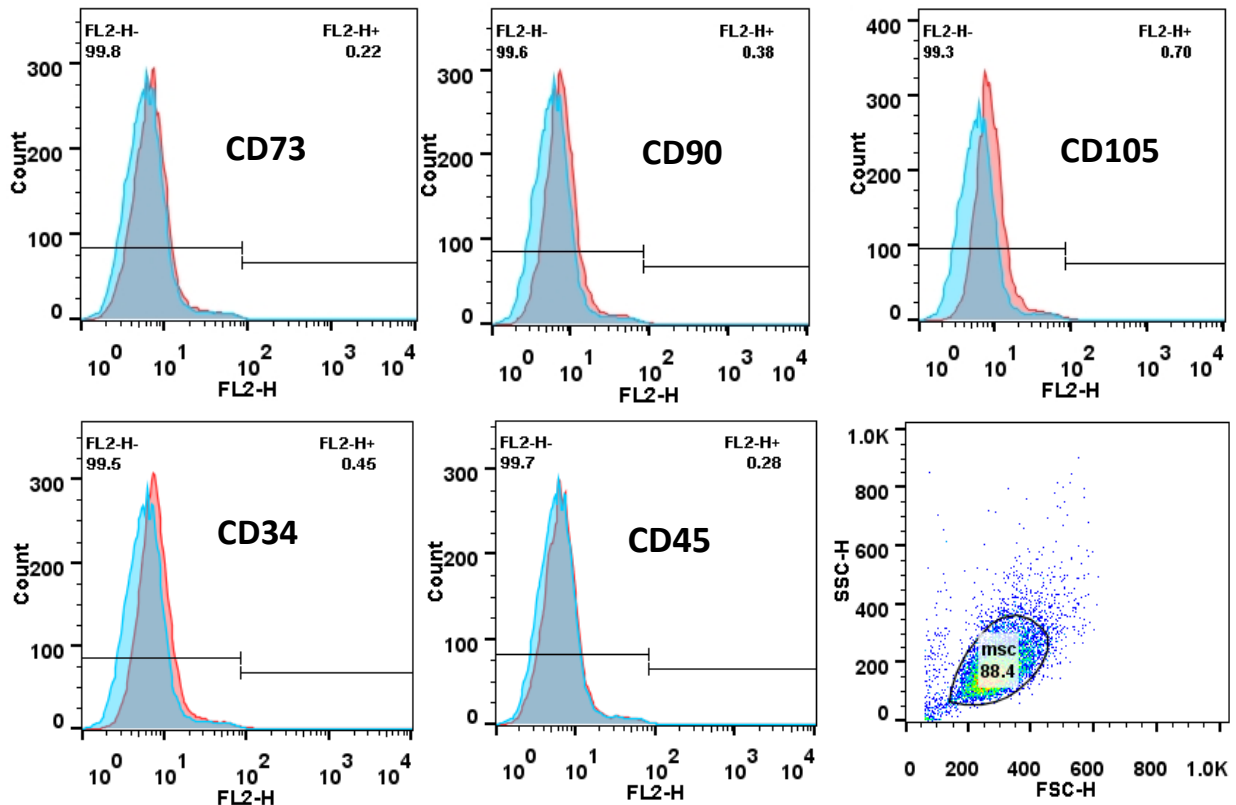 FL2-H- FL2-H+
99.8 0.22
300
200
100
0
Count
CD73
10^0 10^1 10^2 10^3 10^4
FL2-H
FL2-H- FL2-H+
99.6 0.38
300
200
100
0
Count
CD90
10^0 10^1 10^2 10^3 10^4
FL2-H
FL2-H- FL2-H+
99.3 0.70
400
300
200
100
0
Count
CD105
10^0 10^1 10^2 10^3 10^4
FL2-H
FL2-H- FL2-H+
99.5 0.45
300
200
100
0
Count
CD34
10^0 10^1 10^2 10^3 10^4
FL2-H
FL2-H- FL2-H+
99.7 0.28
300
200
100
0
Count
CD45
10^0 10^1 10^2 10^3 10^4
FL2-H
1.0K
800
600
400
200
0
SSC-H
msc
88.4
0 200 400 600 800 1.0K
FSC-H